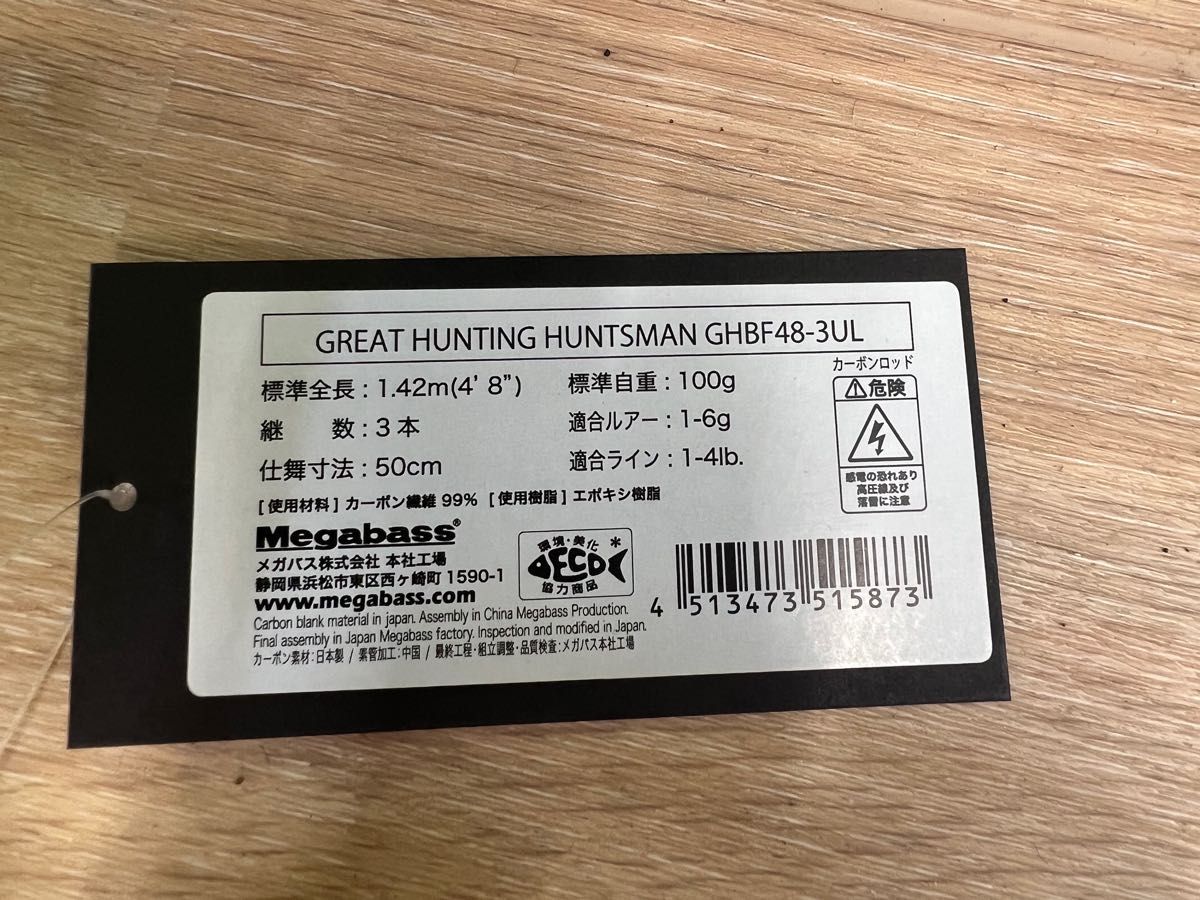 GREAT HUNTING HUNTSMAN GHBF48-3UL
標準全長 : 1.42m(4' 8")
標準自重 : 100g
継 数 : 3 本
適合ルアー : 1-6g
仕舞寸法 : 50cm
適合ライン : 1-4lb.
[ 使用材料 ] カーボン繊維 99% [ 使用樹脂 ] エポキシ樹脂
カーボンロッド
⚠危険
感電の恐れあり
高圧線及び
落雷に注意
Megabass®
メガバス株式会社 本社工場
静岡県浜松市東区西ヶ崎町 1590-1
www.megabass.com
環境・美化*
ECO
協力商品
4 513473 515873
Carbon blank material in japan. Assembly in China Megabass Production.
Final assembly in Japan Megabass factory. Inspection and modified in Japan.
カーボン素材:日本製 / 素管加工:中国 / 最終工程・組立調整・品質検査:メガバス本社工場